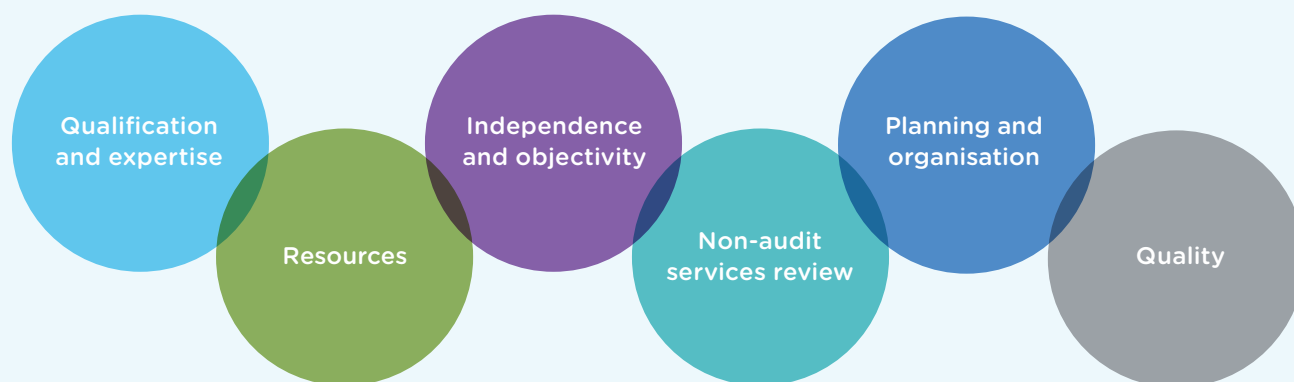 Qualification
and expertise
Resources
Independence
and objectivity
Non-audit
services review
Planning and
organisation
Quality